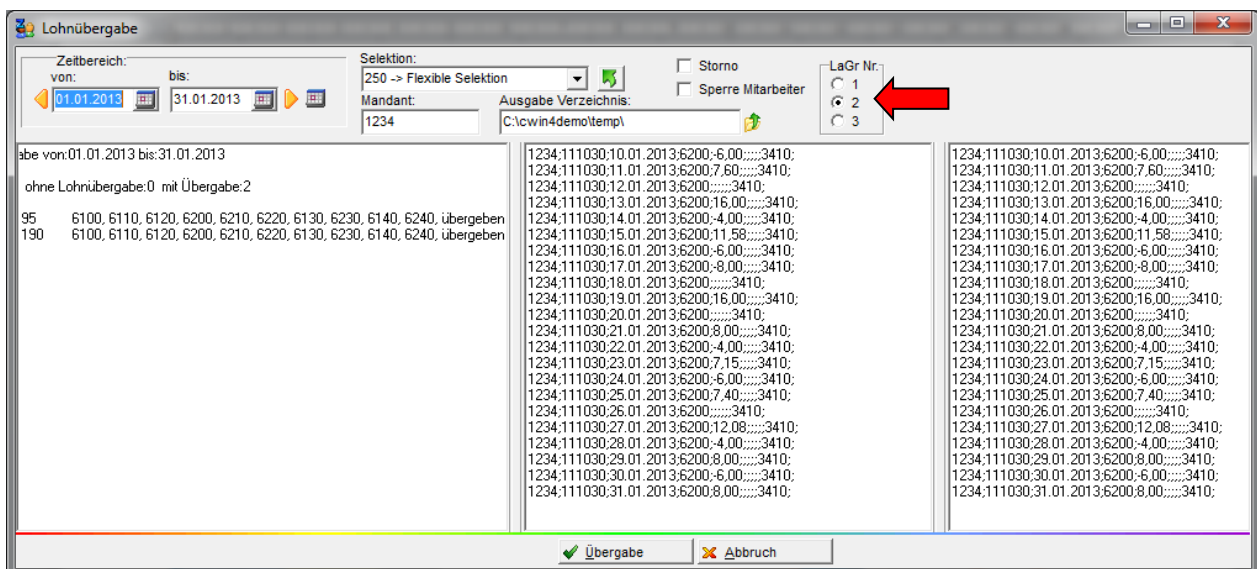 Lohnübergabe
Zeitbereich:
von:
bis:
01.01.2013
31.01.2013
Selektion:
250 -> Flexible Selektion
Mandant:
Ausgabe Verzeichnis:
1234
C:\cwin4demo\temp\
Storno
Sperre Mitarbeiter
LaGr Nr.
1
2
3
abe von:01.01.2013 bis:31.01.2013
ohne Lohnübergabe:0 mit Übergabe:2
95 6100, 6110, 6120, 6200, 6210, 6220, 6130, 6230, 6140, 6240, übergeben
190 6100, 6110, 6120, 6200, 6210, 6220, 6130, 6230, 6140, 6240, übergeben
1234;111030;10.01.2013;6200;-6,00;;;;;3410;
1234;111030;11.01.2013;6200;7,60;;;;;3410;
1234;111030;12.01.2013;6200;;;;;;3410;
1234;111030;13.01.2013;6200;16,00;;;;;3410;
1234;111030;14.01.2013;6200;-4,00;;;;;3410;
1234;111030;15.01.2013;6200;11,58;;;;;3410;
1234;111030;16.01.2013;6200;-6,00;;;;;3410;
1234;111030;17.01.2013;6200;-8,00;;;;;3410;
1234;111030;18.01.2013;6200;;;;;;3410;
1234;111030;19.01.2013;6200;16,00;;;;;3410;
1234;111030;20.01.2013;6200;;;;;;3410;
1234;111030;21.01.2013;6200;8,00;;;;;3410;
1234;111030;22.01.2013;6200;-4,00;;;;;3410;
1234;111030;23.01.2013;6200;7,15;;;;;3410;
1234;111030;24.01.2013;6200;-6,00;;;;;3410;
1234;111030;25.01.2013;6200;7,40;;;;;3410;
1234;111030;26.01.2013;6200;;;;;;3410;
1234;111030;27.01.2013;6200;12,08;;;;;3410;
1234;111030;28.01.2013;6200;-4,00;;;;;3410;
1234;111030;29.01.2013;6200;8,00;;;;;3410;
1234;111030;30.01.2013;6200;-6,00;;;;;3410;
1234;111030;31.01.2013;6200;8,00;;;;;3410;
1234;111030;10.01.2013;6200;-6,00;;;;;3410;
1234;111030;11.01.2013;6200;7,60;;;;;3410;
1234;111030;12.01.2013;6200;;;;;;3410;
1234;111030;13.01.2013;6200;16,00;;;;;3410;
1234;111030;14.01.2013;6200;-4,00;;;;;3410;
1234;111030;15.01.2013;6200;11,58;;;;;3410;
1234;111030;16.01.2013;6200;-6,00;;;;;3410;
1234;111030;17.01.2013;6200;-8,00;;;;;3410;
1234;111030;18.01.2013;6200;;;;;;3410;
1234;111030;19.01.2013;6200;16,00;;;;;3410;
1234;111030;20.01.2013;6200;;;;;;3410;
1234;111030;21.01.2013;6200;8,00;;;;;3410;
1234;111030;22.01.2013;6200;-4,00;;;;;3410;
1234;111030;23.01.2013;6200;7,15;;;;;3410;
1234;111030;24.01.2013;6200;-6,00;;;;;3410;
1234;111030;25.01.2013;6200;7,40;;;;;3410;
1234;111030;26.01.2013;6200;;;;;;3410;
1234;111030;27.01.2013;6200;12,08;;;;;3410;
1234;111030;28.01.2013;6200;-4,00;;;;;3410;
1234;111030;29.01.2013;6200;8,00;;;;;3410;
1234;111030;30.01.2013;6200;-6,00;;;;;3410;
1234;111030;31.01.2013;6200;8,00;;;;;3410;
Übergabe
Abbruch